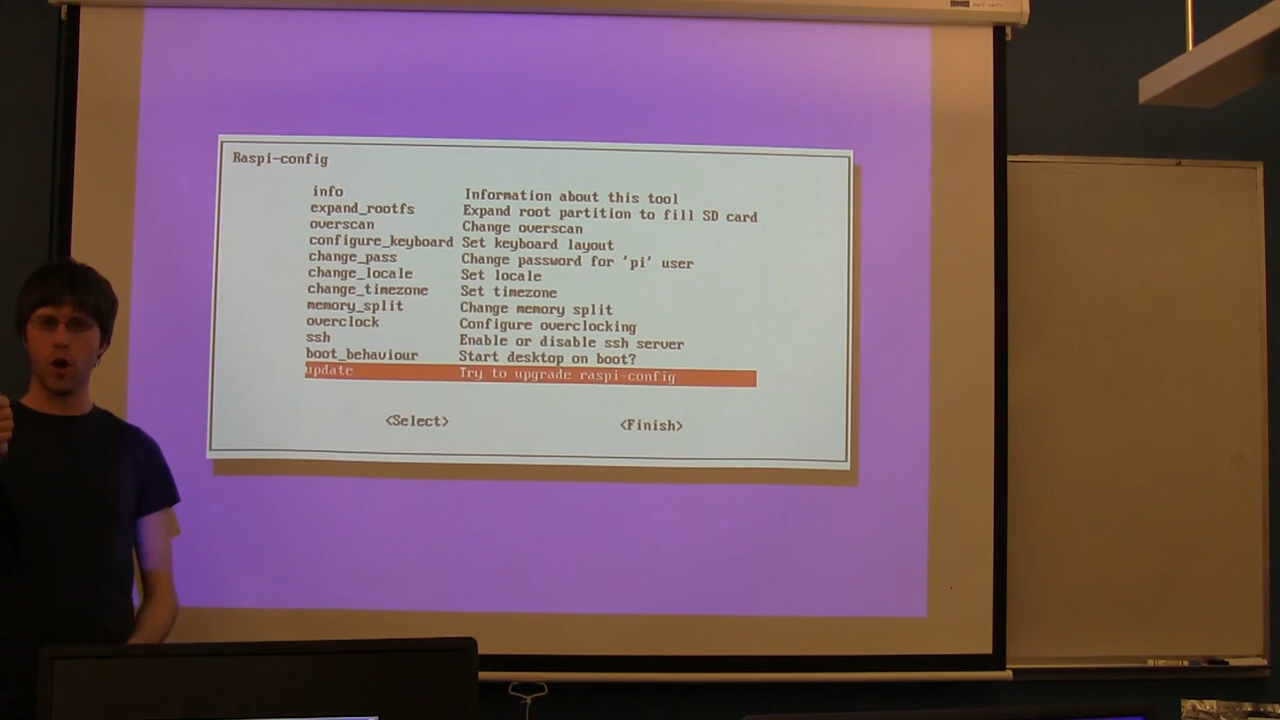 Raspi-config
info Information about this tool
expand_rootfs Expand root partition to fill SD card
overscan Change overscan
configure_keyboard Set keyboard layout
change_pass Change password for 'pi' user
change_locale Set locale
change_timezone Set timezone
memory_split Change memory split
overclock Configure overclocking
ssh Enable or disable ssh server
boot_behaviour Start desktop on boot?
update Try to upgrade raspi-config
<Select> <Finish>